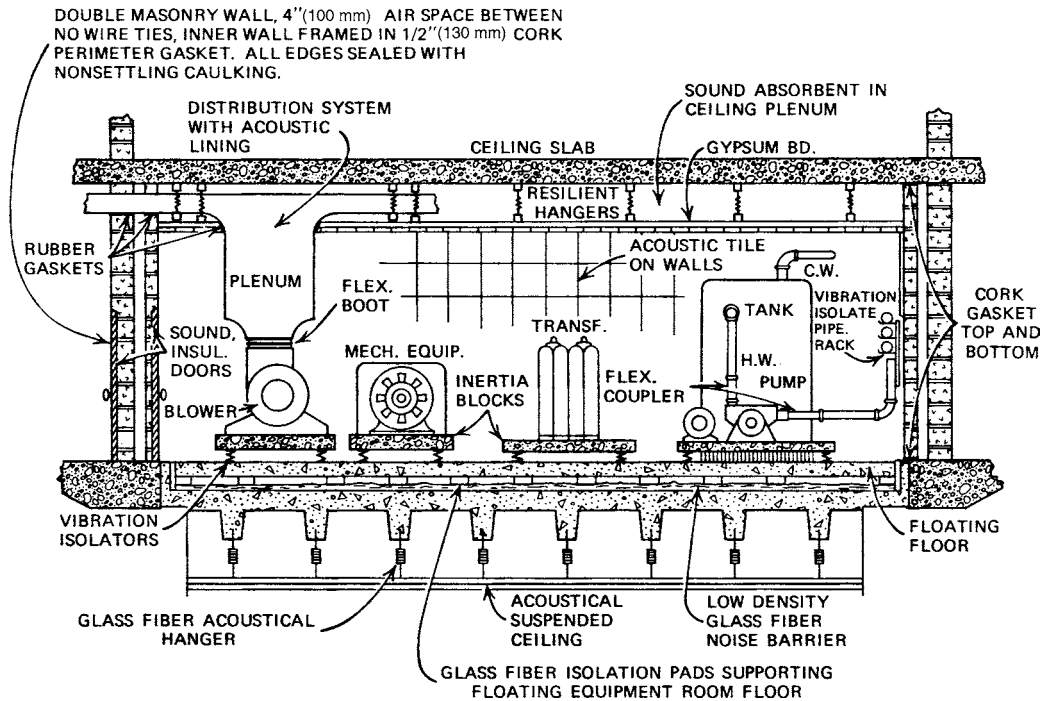 DOUBLE MASONRY WALL, 4"(100 mm) AIR SPACE BETWEEN
NO WIRE TIES, INNER WALL FRAMED IN 1/2"(130 mm) CORK
PERIMETER GASKET. ALL EDGES SEALED WITH
NONSETTLING CAULKING.
DISTRIBUTION SYSTEM
WITH ACOUSTIC
LINING
SOUND ABSORBENT IN
CEILING PLENUM
CEILING SLAB
GYPSUM BD.
RESILIENT
HANGERS
RUBBER
GASKETS
PLENUM
ACOUSTIC TILE
ON WALLS
C.W.
FLEX.
BOOT
TANK
VIBRATION
ISOLATE
PIPE.
RACK
CORK
GASKET
TOP AND
BOTTOM
SOUND,
INSUL.
DOORS
TRANSF.
MECH. EQUIP.
H.W.
PUMP
INERTIA
BLOCKS
FLEX.
COUPLER
BLOWER
VIBRATION
ISOLATORS
FLOATING
FLOOR
GLASS FIBER ACOUSTICAL
HANGER
ACOUSTICAL
SUSPENDED
CEILING
LOW DENSITY
GLASS FIBER
NOISE BARRIER
GLASS FIBER ISOLATION PADS SUPPORTING
FLOATING EQUIPMENT ROOM FLOOR